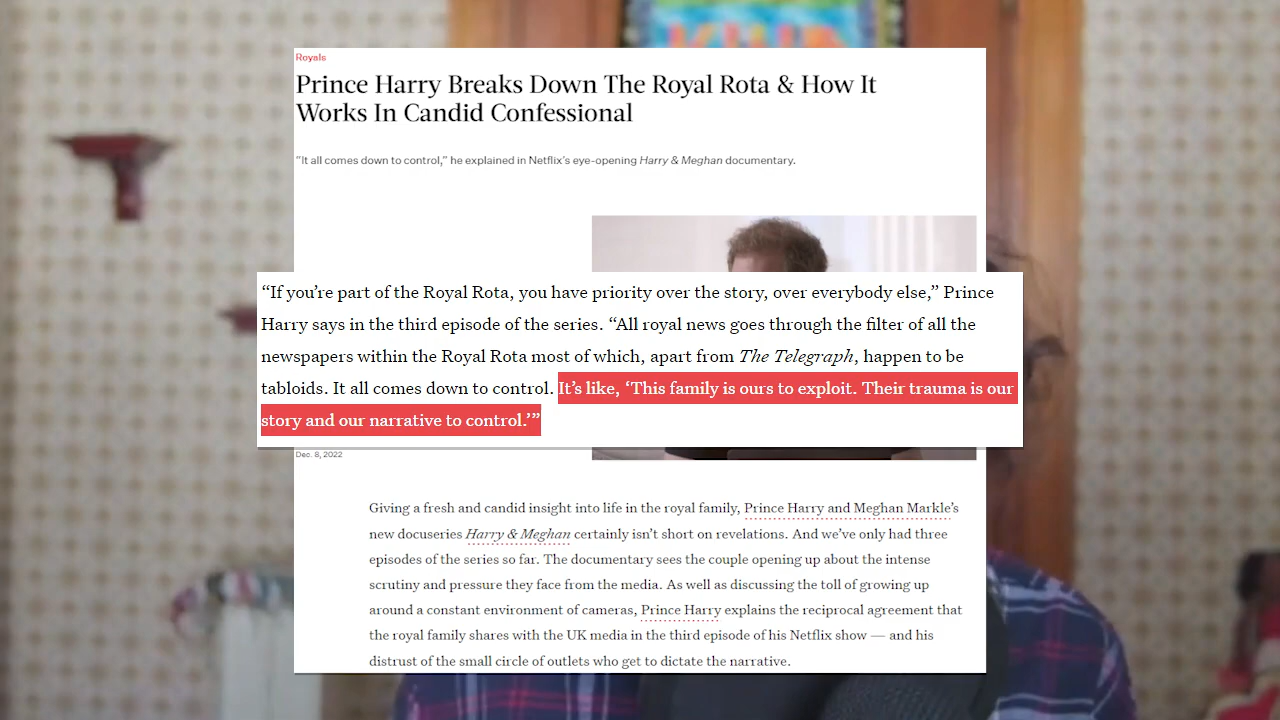 Royals
Prince Harry Breaks Down The Royal Rota & How It
Works In Candid Confessional
“It all comes down to control,” he explained in Netflix’s eye-opening Harry & Meghan documentary.
“If you’re part of the Royal Rota, you have priority over the story, over everybody else,” Prince
Harry says in the third episode of the series. “All royal news goes through the filter of all the
newspapers within the Royal Rota most of which, apart from The Telegraph, happen to be
tabloids. It all comes down to control. It’s like, ‘This family is ours to exploit. Their trauma is our
story and our narrative to control.’”
Dec. 8, 2022
Giving a fresh and candid insight into life in the royal family, Prince Harry and Meghan Markle’s
new docuseries Harry & Meghan certainly isn’t short on revelations. And we’ve only had three
episodes of the series so far. The documentary sees the couple opening up about the intense
scrutiny and pressure they face from the media. As well as discussing the toll of growing up
around a constant environment of cameras, Prince Harry explains the reciprocal agreement that
the royal family shares with the UK media in the third episode of his Netflix show — and his
distrust of the small circle of outlets who get to dictate the narrative.